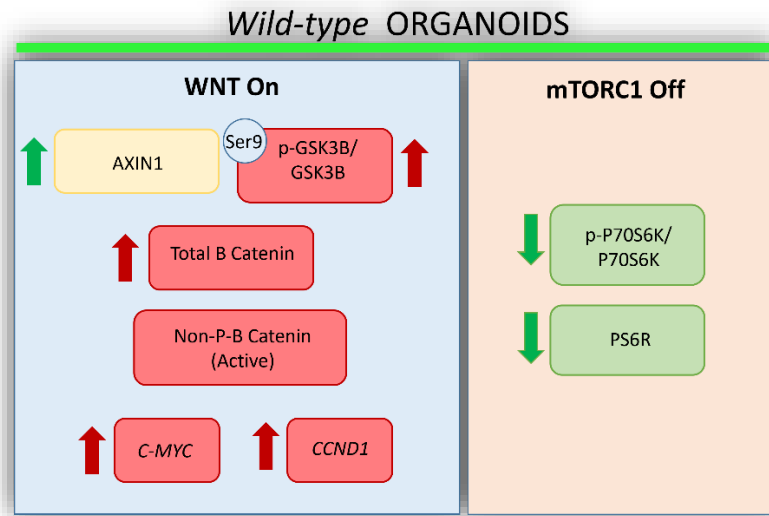 Wild-type ORGANOIDS
WNT On
mTORC1 Off
AXIN1
Ser9
p-GSK3B/
GSK3B
Total B Catenin
Non-P-B Catenin
(Active)
C-MYC
CCND1
p-P70S6K/
P70S6K
PS6R